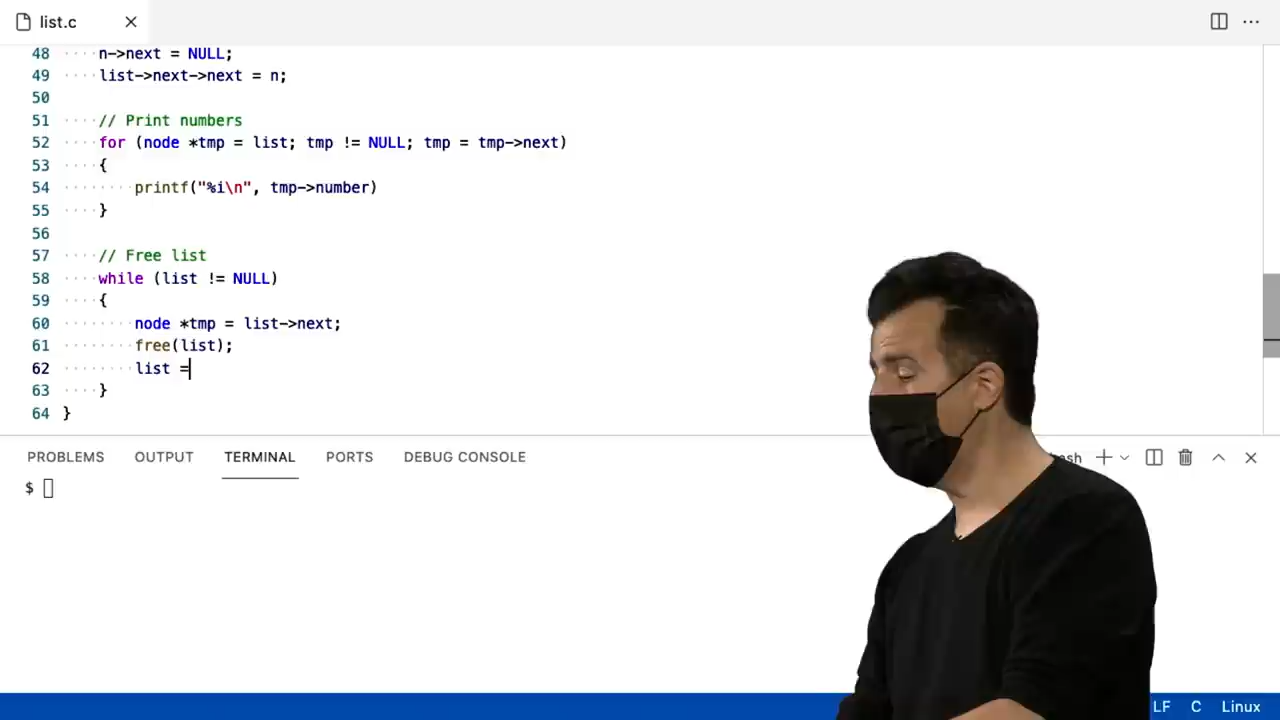 list.c
48 n->next = NULL;
49 list->next->next = n;
50
51 // Print numbers
52 for (node *tmp = list; tmp != NULL; tmp = tmp->next)
53 {
54 printf("%i\n", tmp->number)
55 }
56
57 // Free list
58 while (list != NULL)
59 {
60 node *tmp = list->next;
61 free(list);
62 list =
63 }
64 }
PROBLEMS OUTPUT TERMINAL PORTS DEBUG CONSOLE
$
LF C Linux